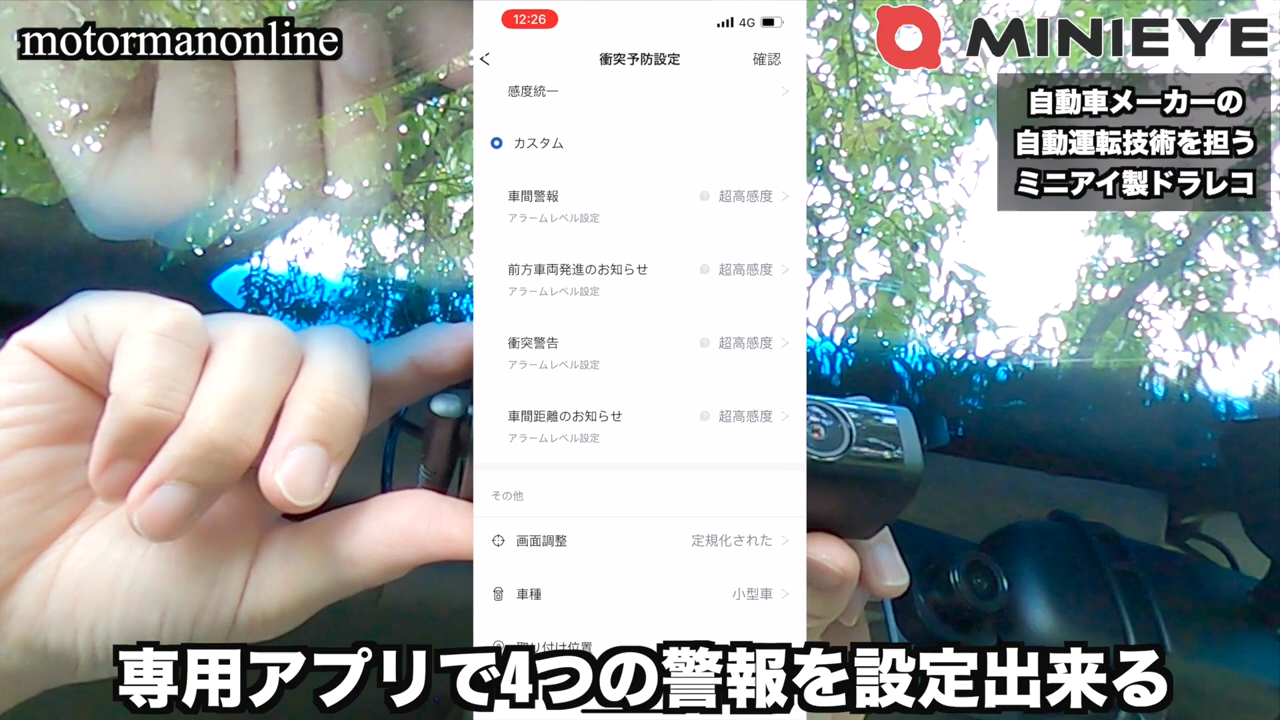 motormanonline
MINIEYE
自動車メーカーの
自動運転技術を担う
ミニアイ製ドラレコ
12:26
4G
衝突予防設定
確認
感度統一
カスタム
車間警報
超高感度
アラームレベル設定
前方車両発進のお知らせ
超高感度
アラームレベル設定
衝突警告
超高感度
アラームレベル設定
車間距離のお知らせ
超高感度
アラームレベル設定
その他
画面調整
定規化された
車種
小型車
取り付け位置
専用アプリで4つの警報を設定出来る